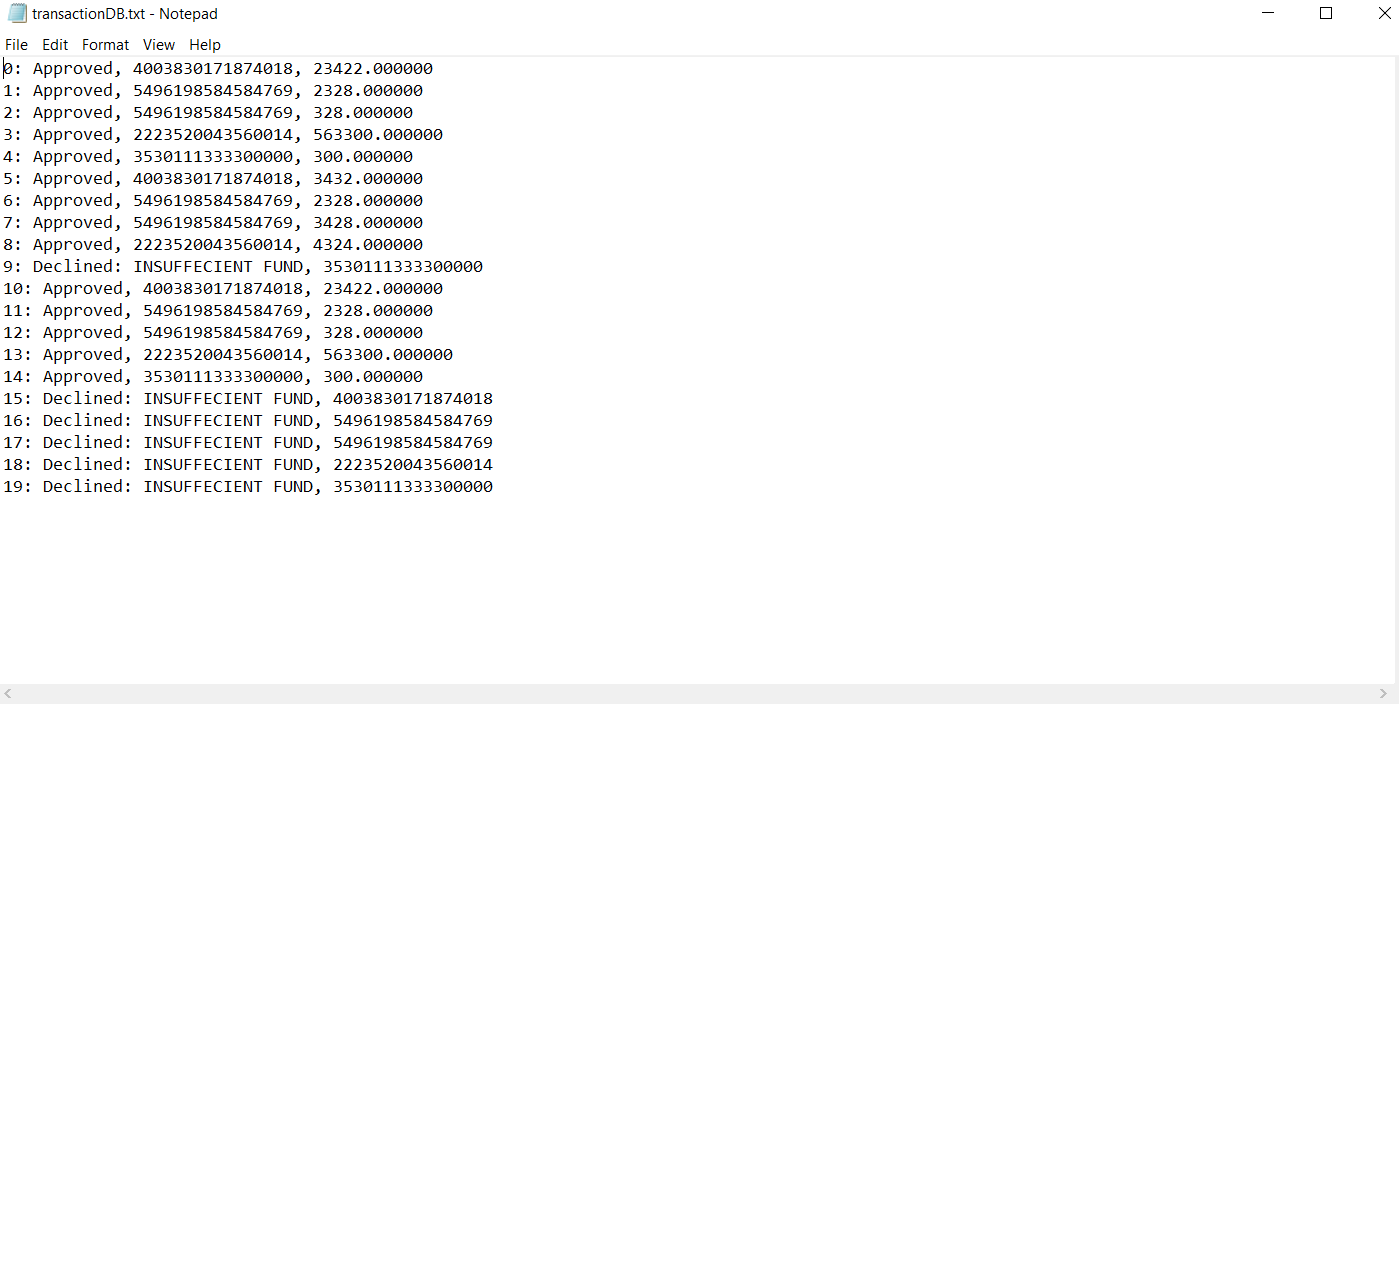 transactionDB.txt - Notepad
File Edit Format View Help
0: Approved, 4003830171874018, 23422.000000
1: Approved, 5496198584584769, 2328.000000
2: Approved, 5496198584584769, 328.000000
3: Approved, 2223520043560014, 563300.000000
4: Approved, 3530111333300000, 300.000000
5: Approved, 4003830171874018, 3432.000000
6: Approved, 5496198584584769, 2328.000000
7: Approved, 5496198584584769, 3428.000000
8: Approved, 2223520043560014, 4324.000000
9: Declined: INSUFFECIENT FUND, 3530111333300000
10: Approved, 4003830171874018, 23422.000000
11: Approved, 5496198584584769, 2328.000000
12: Approved, 5496198584584769, 328.000000
13: Approved, 2223520043560014, 563300.000000
14: Approved, 3530111333300000, 300.000000
15: Declined: INSUFFECIENT FUND, 4003830171874018
16: Declined: INSUFFECIENT FUND, 5496198584584769
17: Declined: INSUFFECIENT FUND, 5496198584584769
18: Declined: INSUFFECIENT FUND, 2223520043560014
19: Declined: INSUFFECIENT FUND, 3530111333300000